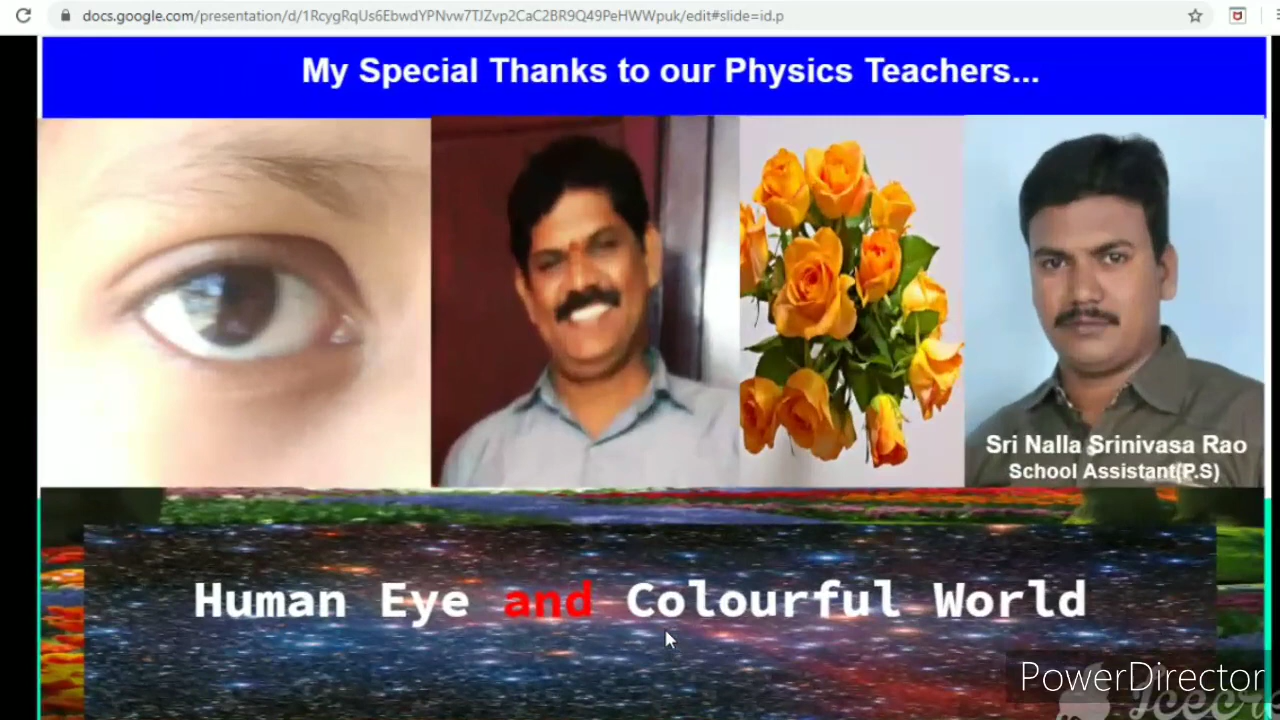 docs.google.com/presentation/d/1RcygRqUs6EbwdYPNvw7TJZvp2CaC2BR9Q49PeHWWpuk/edit#slide=id.p
My Special Thanks to our Physics Teachers...
Sri Nalla Srinivasa Rao
School Assistant(P.S)
Human Eye and Colourful World
PowerDirector